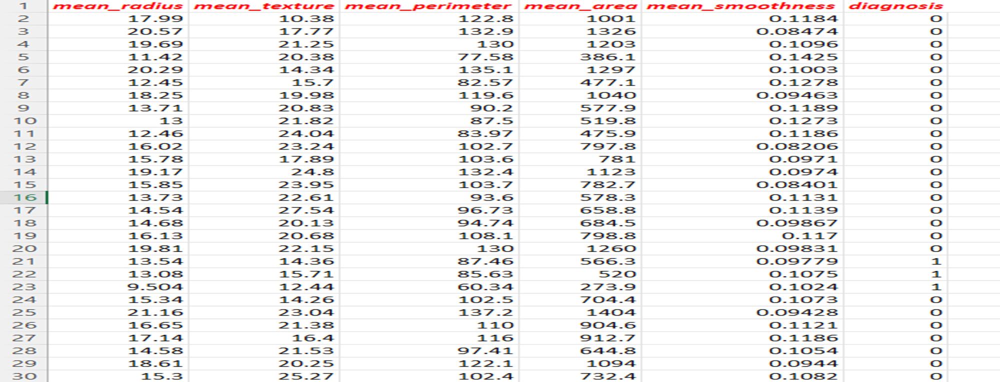 1 mean_radius mean_texture mean_perimeter mean_area mean_smoothness diagnosis
2 17.99 10.38 122.8 1001 0.1184 0
3 20.57 17.77 132.9 1326 0.08474 0
4 19.69 21.25 130 1203 0.1096 0
5 11.42 20.38 77.58 386.1 0.1425 0
6 20.29 14.34 135.1 1297 0.1003 0
7 12.45 15.7 82.57 477.1 0.1278 0
8 18.25 19.98 119.6 1040 0.09463 0
9 13.71 20.83 90.2 577.9 0.1189 0
10 13 21.82 87.5 519.8 0.1273 0
11 12.46 24.04 83.97 475.9 0.1186 0
12 16.02 23.24 102.7 797.8 0.08206 0
13 15.78 17.89 103.6 781 0.0971 0
14 19.17 24.8 132.4 1123 0.0974 0
15 15.85 23.95 103.7 782.7 0.08401 0
16 13.73 22.61 93.6 578.3 0.1131 0
17 14.54 27.54 96.73 658.8 0.1139 0
18 14.68 20.13 94.74 684.5 0.09867 0
19 16.13 20.68 108.1 798.8 0.117 0
20 19.81 22.15 130 1260 0.09831 0
21 13.54 14.36 87.46 566.3 0.09779 1
22 13.08 15.71 85.63 520 0.1075 1
23 9.504 12.44 60.34 273.9 0.1024 1
24 15.34 14.26 102.5 704.4 0.1073 0
25 21.16 23.04 137.2 1404 0.09428 0
26 16.65 21.38 110 904.6 0.1121 0
27 17.14 16.4 116 912.7 0.1186 0
28 14.58 21.53 97.41 644.8 0.1054 0
29 18.61 20.25 122.1 1094 0.0944 0
30 15.3 25.27 102.4 732.4 0.1082 0